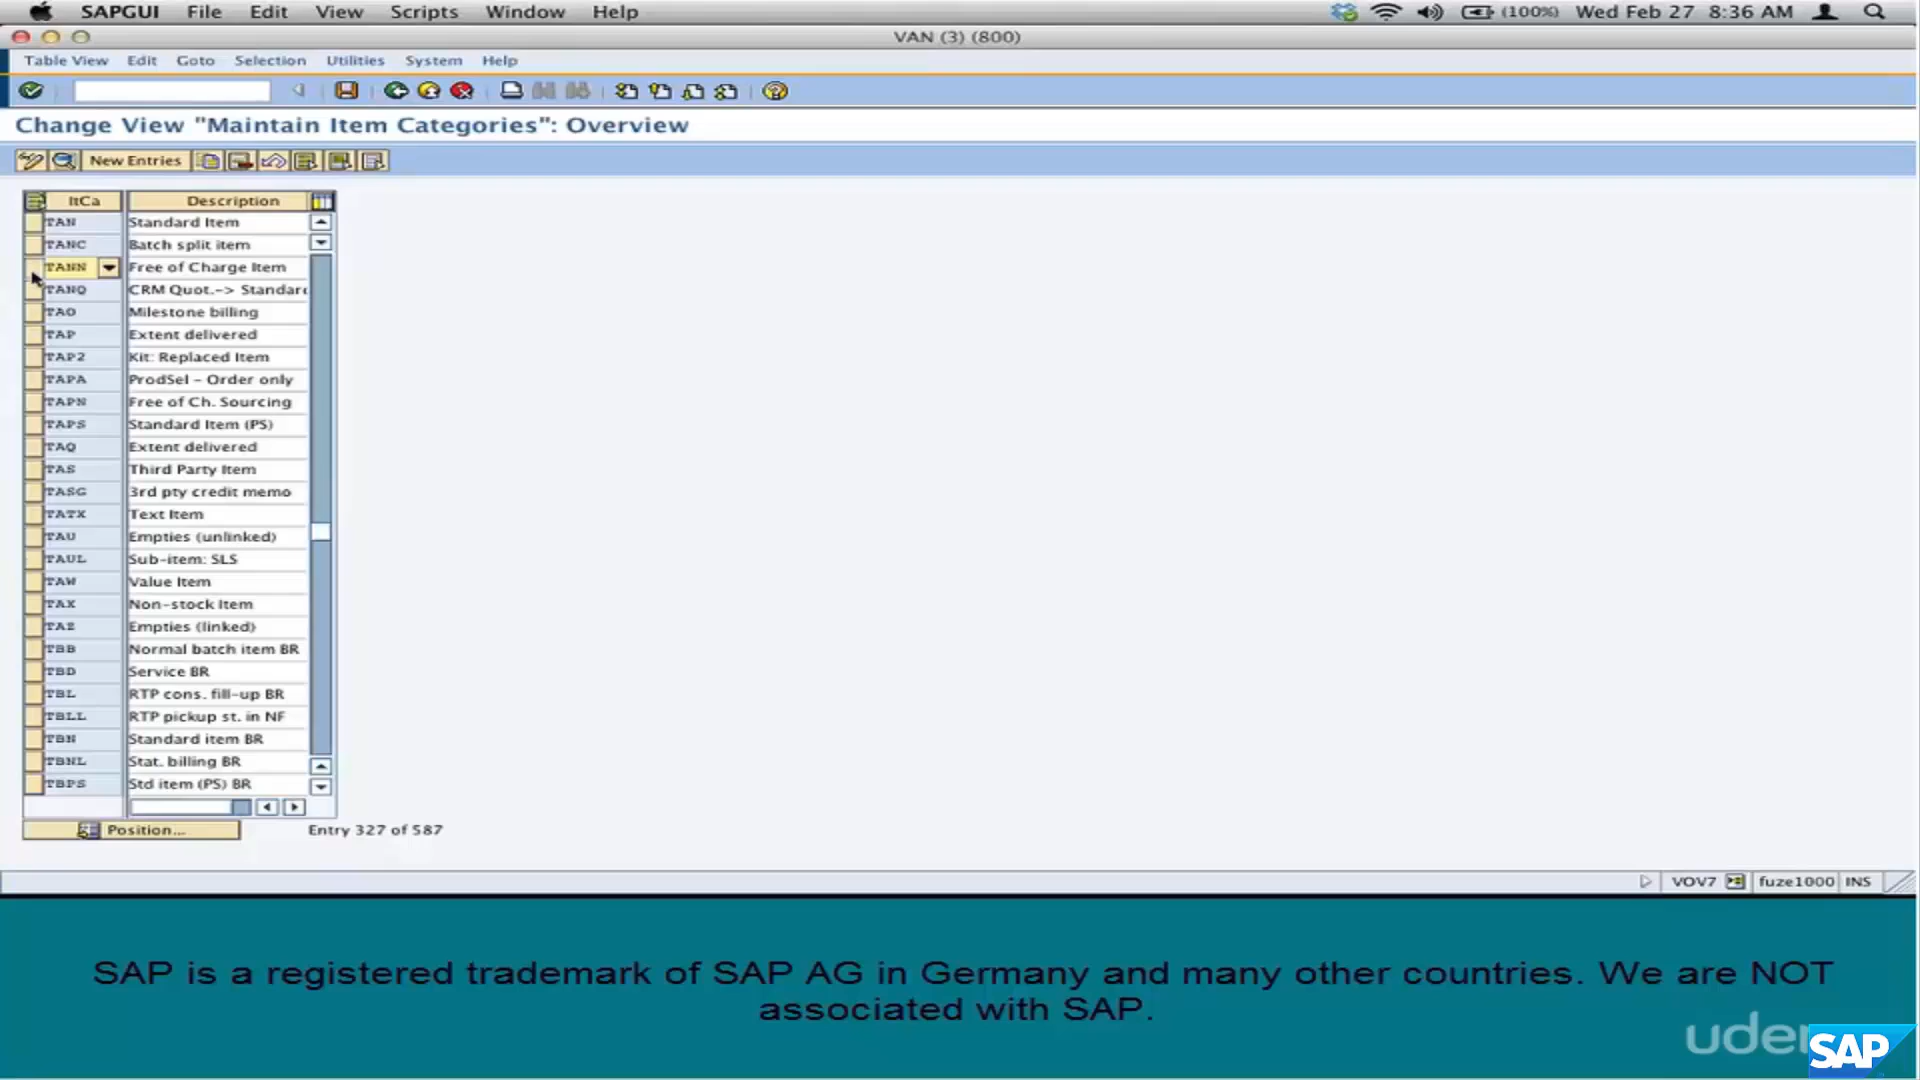 SAPGUI File Edit View Scripts Window Help (100%) Wed Feb 27 8:36 AM
VAN (3) (800)
Table View Edit Goto Selection Utilities System Help
Change View "Maintain Item Categories": Overview
New Entries
ItCa Description
TAN Standard Item
TANC Batch split item
TANN Free of Charge Item
TANQ CRM Quot.-> Standard
TAO Milestone billing
TAP Extent delivered
TAP2 Kit: Replaced Item
TAPA ProdSel - Order only
TAPN Free of Ch. Sourcing
TAPS Standard Item (PS)
TAQ Extent delivered
TAS Third Party Item
TASG 3rd pty credit memo
TATX Text Item
TAU Empties (unlinked)
TAUL Sub-item: SLS
TAW Value Item
TAX Non-stock Item
TAZ Empties (linked)
TBB Normal batch item BR
TBD Service BR
TBL RTP cons. fill-up BR
TBLL RTP pickup st. in NF
TBN Standard item BR
TBNL Stat. billing BR
TBPS Std item (PS) BR
Position... Entry 327 of 587
VOV7 fuze1000 INS
SAP is a registered trademark of SAP AG in Germany and many other countries. We are NOT
associated with SAP.
udem
SAP